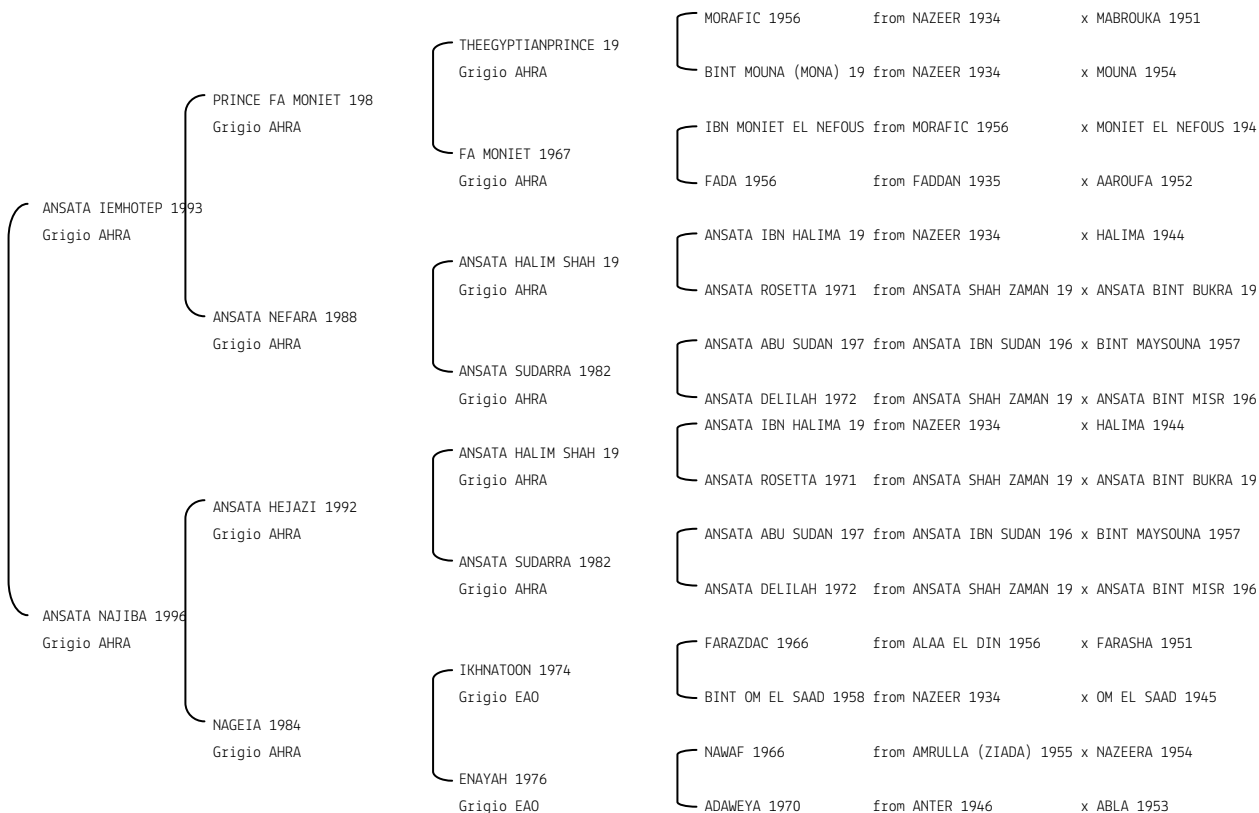 MORAFIC 1956 from NAZEER 1934 x MABROUKA 1951
THEEGYPTIANPRINCE 19
Grigio AHRA BINT MOUNA (MONA) 19 from NAZEER 1934 x MOUNA 1954
PRINCE FA MONIET 198
Grigio AHRA IBN MONIET EL NEFOUS from MORAFIC 1956 x MONIET EL NEFOUS 194
FA MONIET 1967
Grigio AHRA FADA 1956 from FADDAN 1935 x AAROUFA 1952
ANSATA IEMHOTEP 1993
Grigio AHRA ANSATA IBN HALIMA 19 from NAZEER 1934 x HALIMA 1944
ANSATA HALIM SHAH 19
Grigio AHRA ANSATA ROSETTA 1971 from ANSATA SHAH ZAMAN 19 x ANSATA BINT BUKRA 19
ANSATA NEFARA 1988
Grigio AHRA ANSATA ABU SUDAN 197 from ANSATA IBN SUDAN 196 x BINT MAYSOUNA 1957
ANSATA SUDARRA 1982
Grigio AHRA ANSATA DELILAH 1972 from ANSATA SHAH ZAMAN 19 x ANSATA BINT MISR 196
ANSATA IBN HALIMA 19 from NAZEER 1934 x HALIMA 1944
ANSATA HALIM SHAH 19
Grigio AHRA ANSATA ROSETTA 1971 from ANSATA SHAH ZAMAN 19 x ANSATA BINT BUKRA 19
ANSATA HEJAZI 1992
Grigio AHRA ANSATA ABU SUDAN 197 from ANSATA IBN SUDAN 196 x BINT MAYSOUNA 1957
ANSATA SUDARRA 1982
Grigio AHRA ANSATA DELILAH 1972 from ANSATA SHAH ZAMAN 19 x ANSATA BINT MISR 196
ANSATA NAJIBA 1996
Grigio AHRA FARAZDAC 1966 from ALAA EL DIN 1956 x FARASHA 1951
IKHNATOON 1974
Grigio EAO BINT OM EL SAAD 1958 from NAZEER 1934 x OM EL SAAD 1945
NAGEIA 1984
Grigio AHRA NAWAF 1966 from AMRULLA (ZIADA) 1955 x NAZEERA 1954
ENAYAH 1976
Grigio EAO ADAWEYA 1970 from ANTER 1946 x ABLA 1953